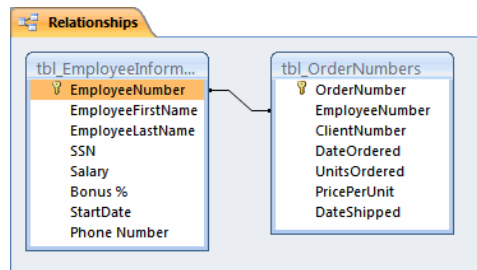 Relationships
tbl_EmployeeInform...
EmployeeNumber
EmployeeFirstName
EmployeeLastName
SSN
Salary
Bonus %
StartDate
Phone Number
tbl_OrderNumbers
OrderNumber
EmployeeNumber
ClientNumber
DateOrdered
UnitsOrdered
PricePerUnit
DateShipped